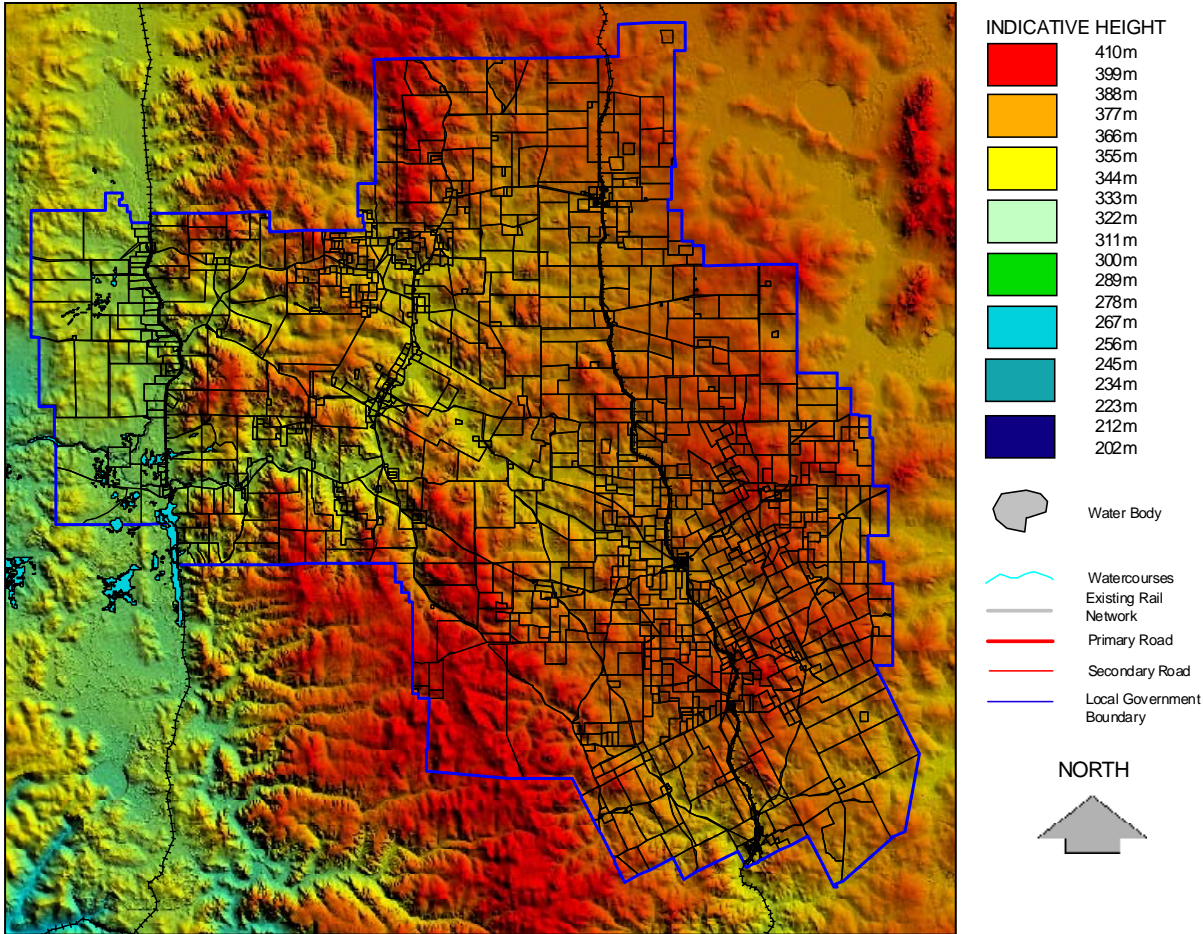 INDICATIVE HEIGHT
410m
399m
388m
377m
366m
355m
344m
333m
322m
311m
300m
289m
278m
267m
256m
245m
234m
223m
212m
202m
Water Body
Watercourses
Existing Rail
Network
Primary Road
Secondary Road
Local Government
Boundary
NORTH